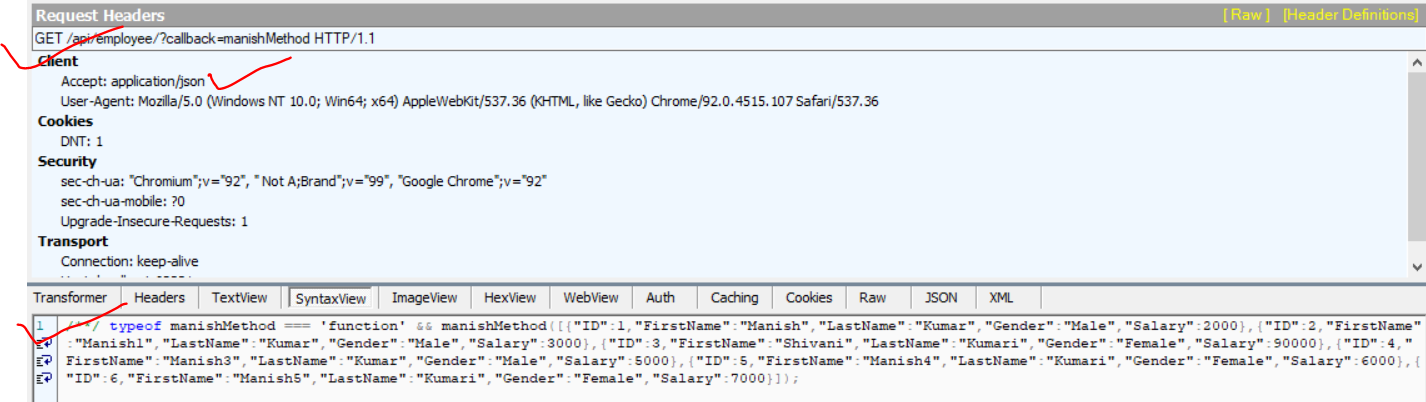 Request Headers [ Raw ] [Header Definitions]
GET /api/employee/?callback=manishMethod HTTP/1.1
Client
Accept: application/json
User-Agent: Mozilla/5.0 (Windows NT 10.0; Win64; x64) AppleWebKit/537.36 (KHTML, like Gecko) Chrome/92.0.4515.107 Safari/537.36
Cookies
DNT: 1
Security
sec-ch-ua: "Chromium";v="92", " Not A;Brand";v="99", "Google Chrome";v="92"
sec-ch-ua-mobile: ?0
Upgrade-Insecure-Requests: 1
Transport
Connection: keep-alive
Transformer Headers TextView SyntaxView ImageView HexView WebView Auth Caching Cookies Raw JSON XML
1 /**/ typeof manishMethod === 'function' && manishMethod([{"ID":1,"FirstName":"Manish","LastName":"Kumar","Gender":"Male","Salary":2000},{"ID":2,"FirstName"
:"Manish1","LastName":"Kumar","Gender":"Male","Salary":3000},{"ID":3,"FirstName":"Shivani","LastName":"Kumari","Gender":"Female","Salary":90000},{"ID":4,"
FirstName":"Manish3","LastName":"Kumar","Gender":"Male","Salary":5000},{"ID":5,"FirstName":"Manish4","LastName":"Kumari","Gender":"Female","Salary":6000},{
"ID":6,"FirstName":"Manish5","LastName":"Kumari","Gender":"Female","Salary":7000}]);